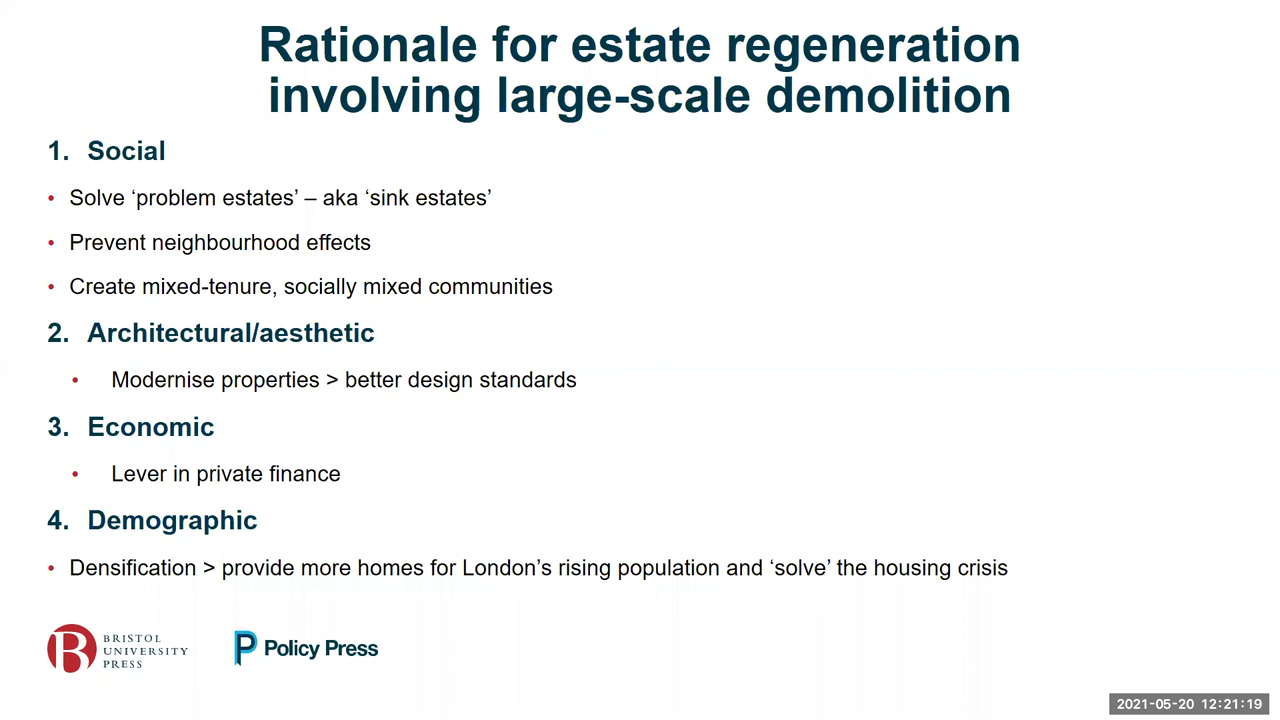 Rationale for estate regeneration
involving large-scale demolition
1. Social
• Solve ‘problem estates’ – aka ‘sink estates’
• Prevent neighbourhood effects
• Create mixed-tenure, socially mixed communities
2. Architectural/aesthetic
• Modernise properties > better design standards
3. Economic
• Lever in private finance
4. Demographic
• Densification > provide more homes for London’s rising population and ‘solve’ the housing crisis
B BRISTOL
UNIVERSITY
PRESS
P Policy Press
2021-05-20 12:21:19